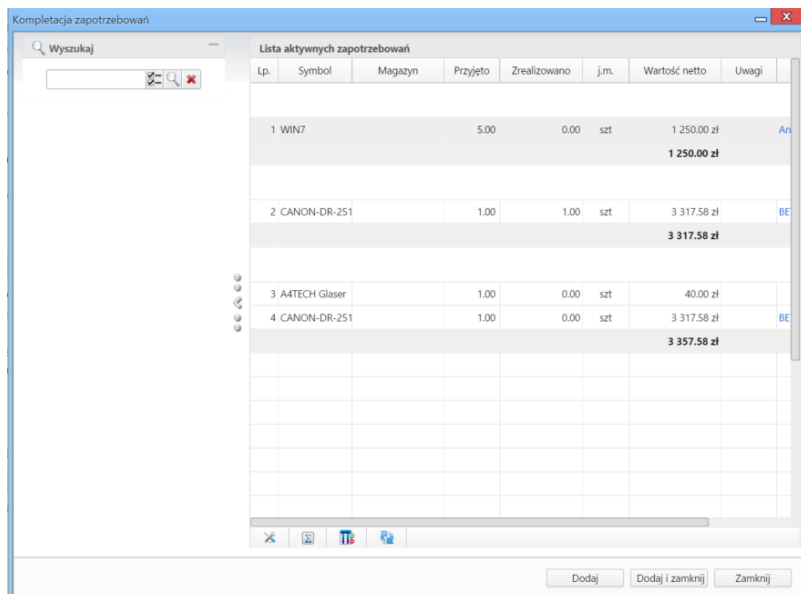 Kompletacja zapotrzebowań
Wyszukaj
Lista aktywnych zapotrzebowań
Lp. Symbol Magazyn Przyjęto Zrealizowano j.m. Wartość netto Uwagi
1 WIN7 5.00 0.00 szt 1 250.00 zł An
1 250.00 zł
2 CANON-DR-251 1.00 1.00 szt 3 317.58 zł BE
3 317.58 zł
3 A4TECH Glaser 1.00 0.00 szt 40.00 zł
4 CANON-DR-251 1.00 0.00 szt 3 317.58 zł BE
3 357.58 zł
Dodaj Dodaj i zamknij Zamknij